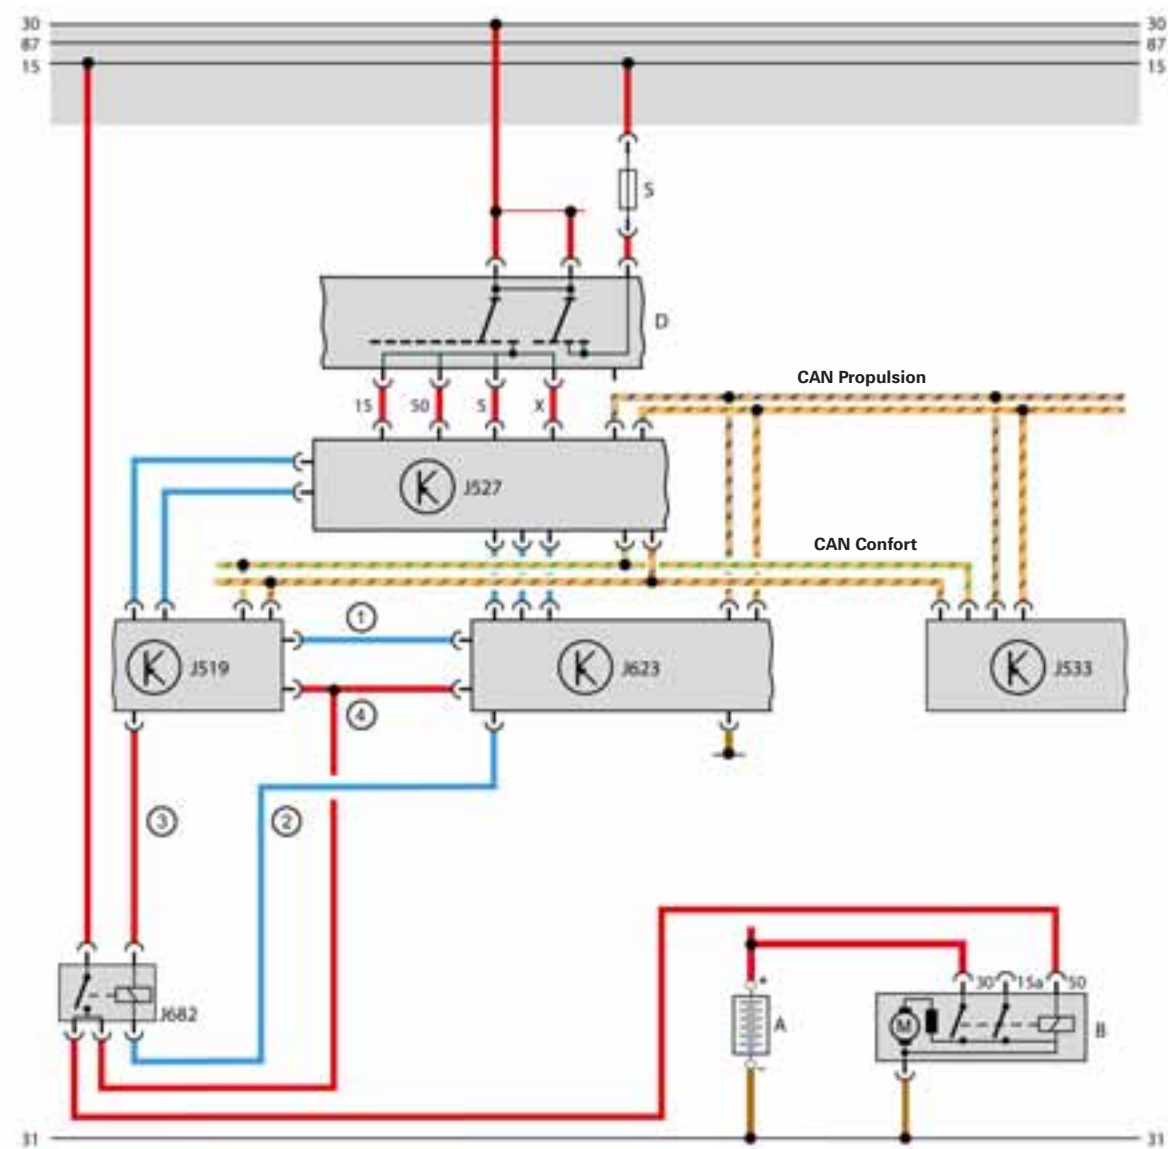 30 30
87 87
15 15
S
D
CAN Propulsion
15 50 S X
J527
CAN Confort
1
J519 J623 J533
4
3 2
30 15a 50
+
J682
M
A B
-
31 31